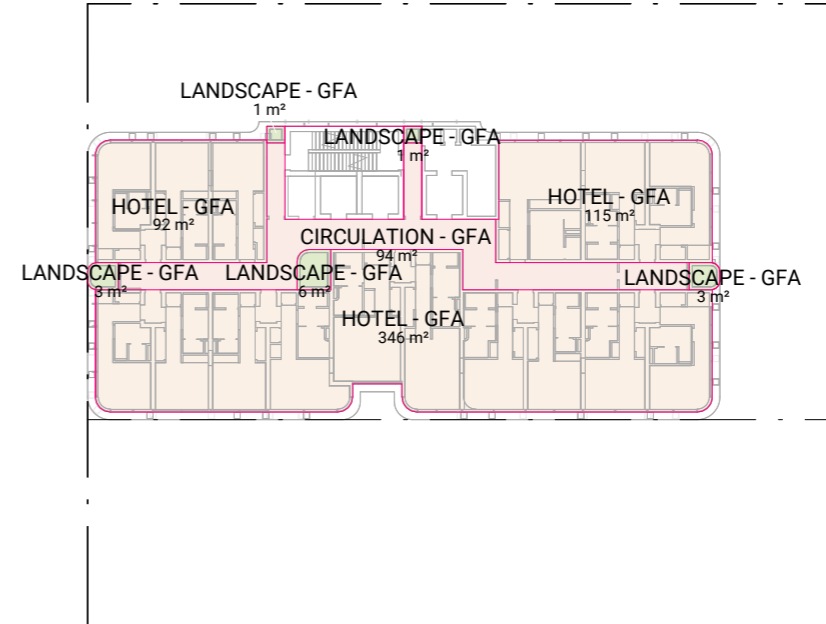 LANDSCAPE - GFA
1 m²
LANDSCAPE - GFA
1 m²
HOTEL - GFA
92 m²
HOTEL - GFA
115 m²
CIRCULATION - GFA
94 m²
LANDSCAPE - GFA
3 m²
LANDSCAPE - GFA
6 m²
LANDSCAPE - GFA
3 m²
HOTEL - GFA
346 m²